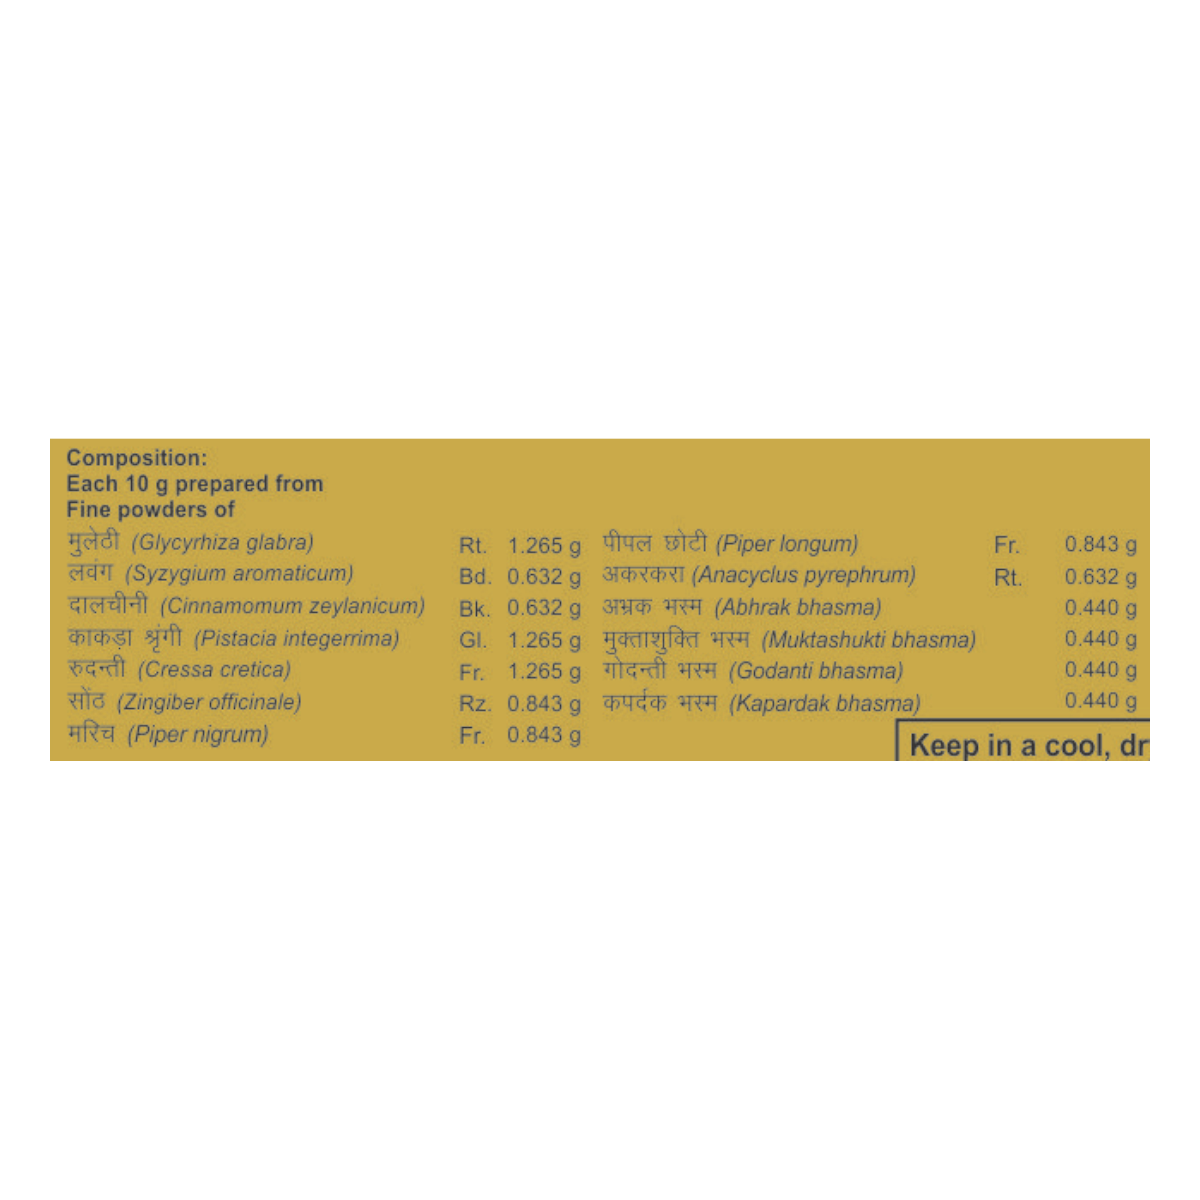 Composition:
Each 10 g prepared from
Fine powders of
मुलेठी (Glycyrhiza glabra) Rt. 1.265 g
लवंग (Syzygium aromaticum) Bd. 0.632 g
दालचीनी (Cinnamomum zeylanicum) Bk. 0.632 g
काकड़ा श्रृंगी (Pistacia integerrima) Gl. 1.265 g
रुदन्ती (Cressa cretica) Fr. 1.265 g
सोंठ (Zingiber officinale) Rz. 0.843 g
मरिच (Piper nigrum) Fr. 0.843 g
पीपल छोटी (Piper longum) Fr. 0.843 g
अकरकरा (Anacyclus pyrephrum) Rt. 0.632 g
अभ्रक भस्म (Abhrak bhasma) 0.440 g
मुक्ताशुक्ति भस्म (Muktashukti bhasma) 0.440 g
गोदन्ती भस्म (Godanti bhasma) 0.440 g
कपर्दक भस्म (Kapardak bhasma) 0.440 g
Keep in a cool,